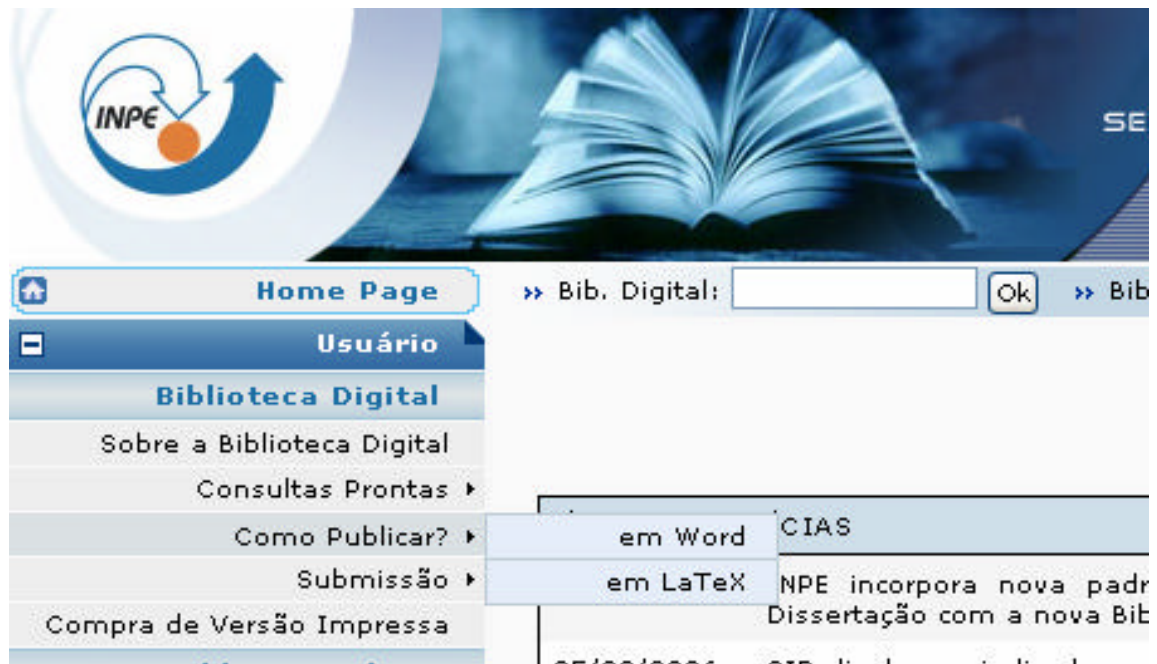 INPE
SE
Home Page
Bib. Digital:
Ok
Bib
Usuário
Biblioteca Digital
Sobre a Biblioteca Digital
Consultas Prontas
Como Publicar?
em Word
CIAS
Submissão
em LaTeX
NPE incorpora nova padr
Compra de Versão Impressa
Dissertação com a nova Bib